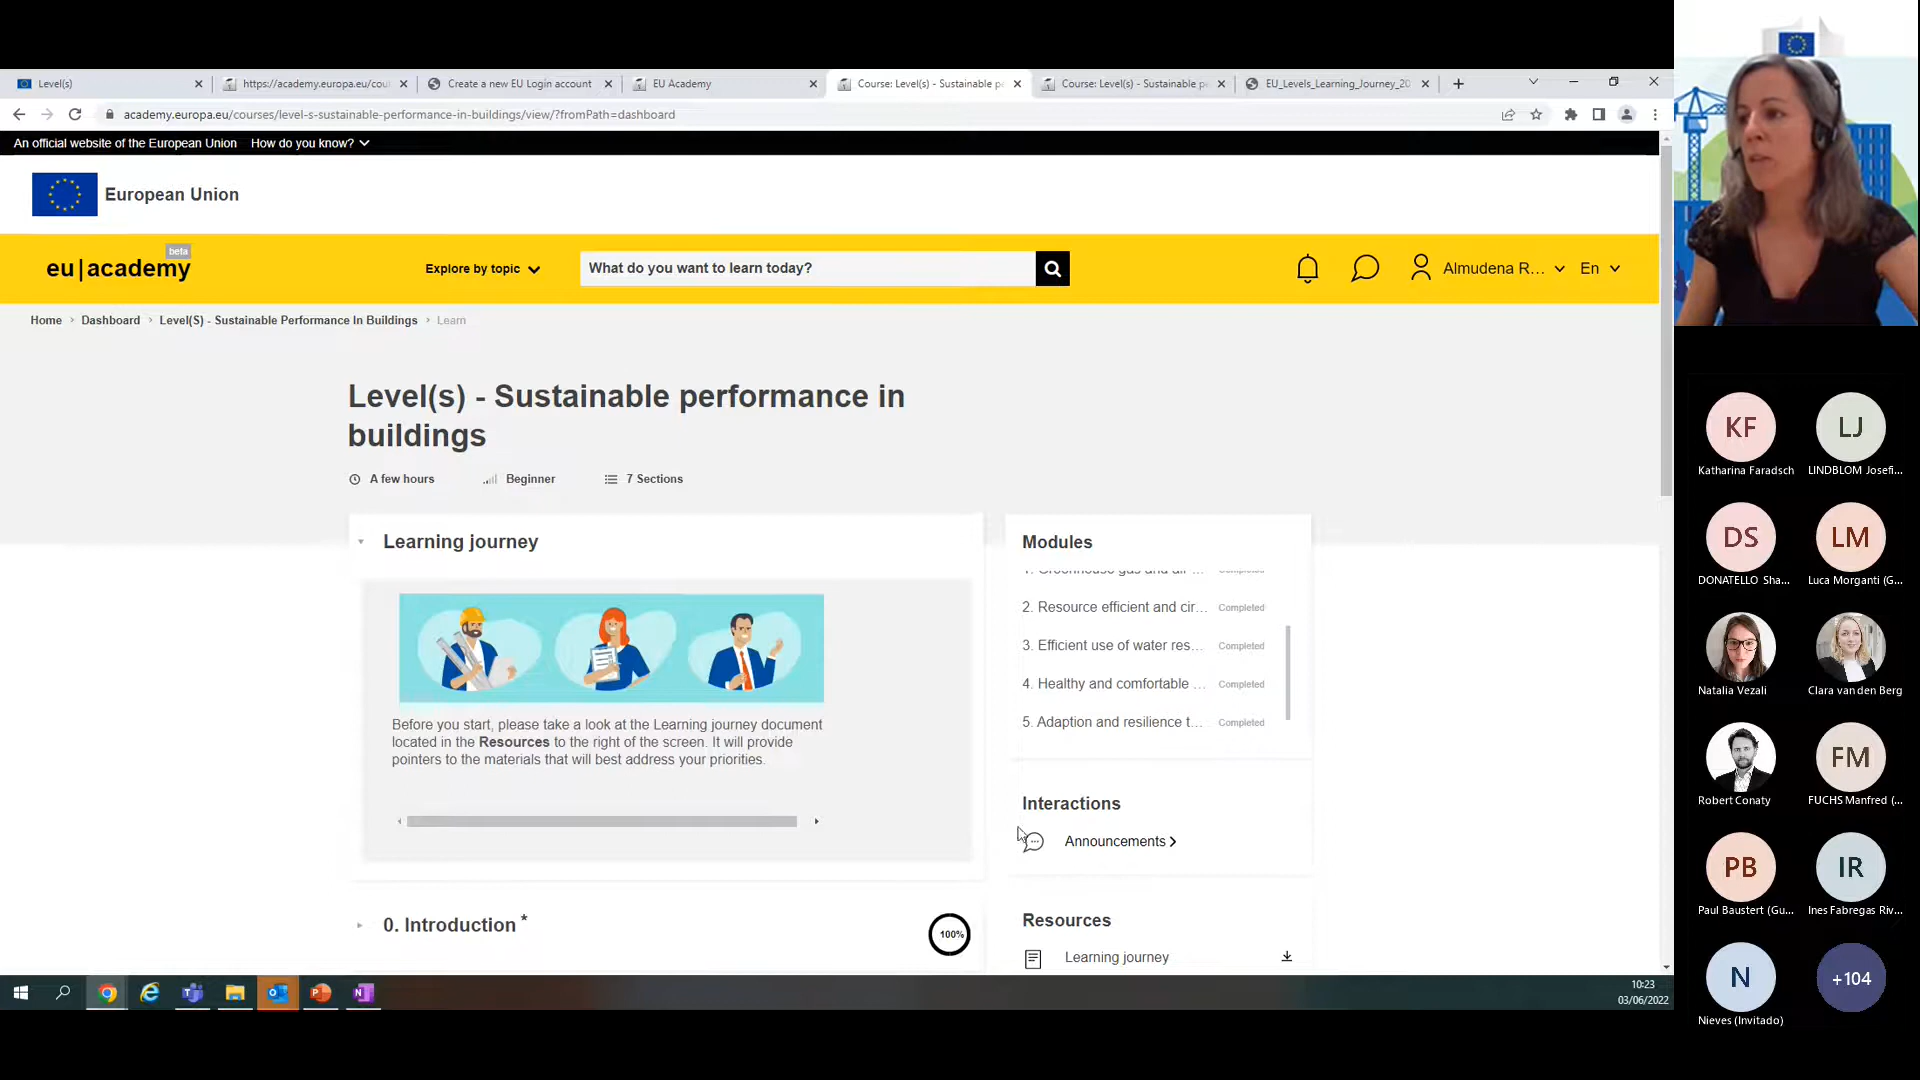 Level(s)
https://academy.europa.eu/cou
Create a new EU Login account
EU Academy
Course: Level(s) - Sustainable pe
Course: Level(s) - Sustainable pe
EU_Levels_Learning_Journey_20
academy.europa.eu/courses/level-s-sustainable-performance-in-buildings/view/?fromPath=dashboard
An official website of the European Union How do you know?
European Union
eu|academy beta
Explore by topic
What do you want to learn today?
Almudena R...
En
Home > Dashboard > Level(S) - Sustainable Performance In Buildings > Learn
Level(s) - Sustainable performance in
buildings
A few hours
Beginner
7 Sections
Learning journey
Before you start, please take a look at the Learning journey document
located in the Resources to the right of the screen. It will provide
pointers to the materials that will best address your priorities.
0. Introduction *
100%
Modules
1. Greenhouse gas and air ... Completed
2. Resource efficient and cir... Completed
3. Efficient use of water res... Completed
4. Healthy and comfortable ... Completed
5. Adaption and resilience t... Completed
Interactions
Announcements >
Resources
Learning journey
10:23
03/06/2022
KF
Katharina Faradsch
LJ
LINDBLOM Josefi...
DS
DONATELLO Sha...
LM
Luca Morganti (G...
Natalia Vezali
Clara van den Berg
Robert Conaty
FM
FUCHS Manfred (...
PB
Paul Baustert (Gu...
IR
Ines Fabregas Riv...
N
Nieves (Invitado)
+104